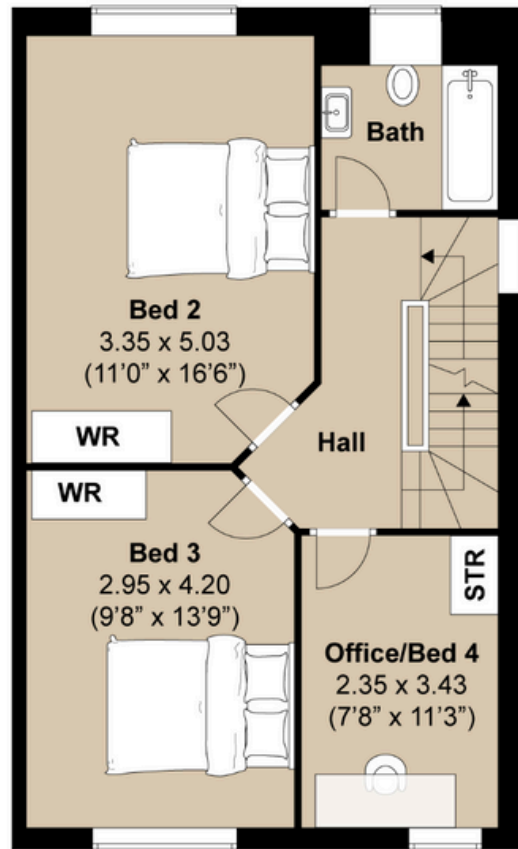 Bath
Bed 2
3.35 x 5.03
(11’0” x 16’6”)
WR
Hall
WR
Bed 3
2.95 x 4.20
(9’8” x 13’9”)
STR
Office/Bed 4
2.35 x 3.43
(7’8” x 11’3”)